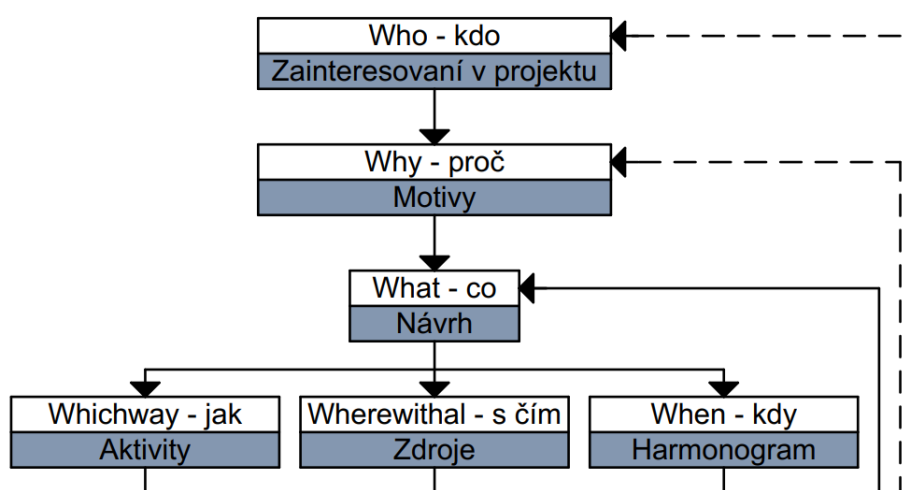 Who - kdo
Zainteresovaní v projektu
Why - proč
Motivy
What - co
Návrh
Whichway - jak
Aktivity
Wherewithal - s čím
Zdroje
When - kdy
Harmonogram